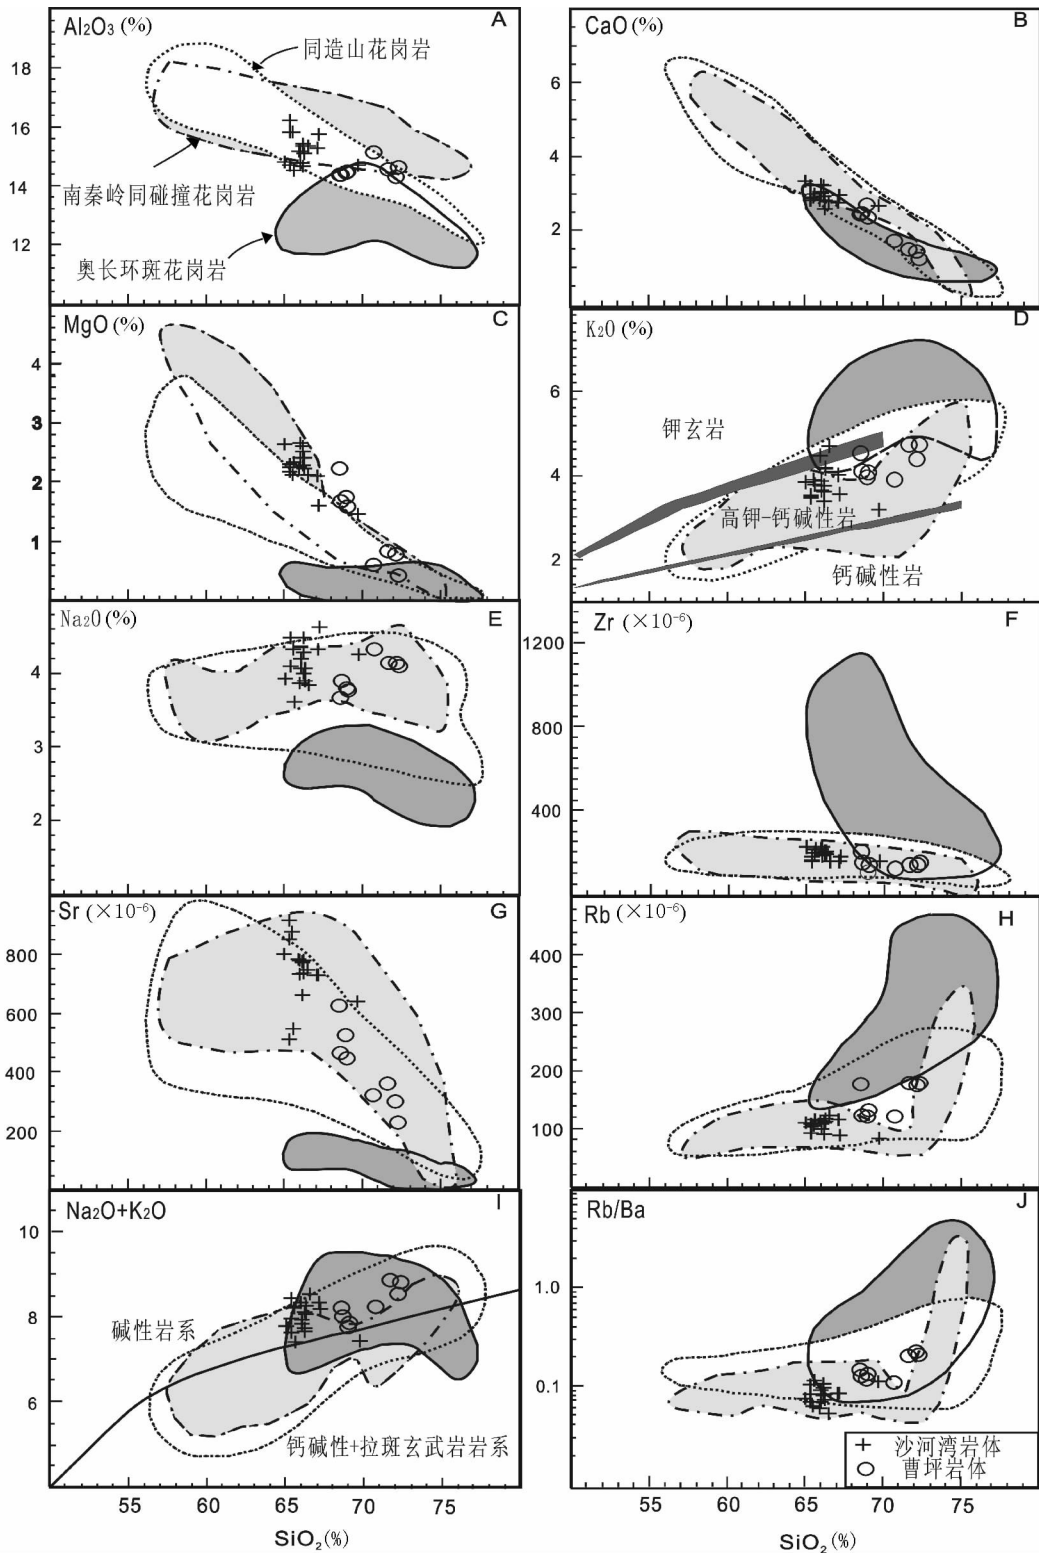 Al₂O₃ (%)
A
同造山花岗岩
18
16
14
12
南秦岭同碰撞花岗岩
奥长环斑花岗岩
CaO (%)
B
6
4
2
MgO (%)
C
4
3
2
1
K₂O (%)
D
6
4
2
钾玄岩
高钾-钙碱性岩
钙碱性岩
Na₂O (%)
E
4
3
2
Zr (×10⁻⁶)
F
1200
800
400
Sr (×10⁻⁶)
G
800
600
400
200
Rb (×10⁻⁶)
H
400
300
200
100
Na₂O+K₂O
I
10
8
6
碱性岩系
钙碱性+拉斑玄武岩岩系
55 60 65 70 75
SiO₂(%)
Rb/Ba
J
1.0
0.1
沙河湾岩体
曹坪岩体
55 60 65 70 75
SiO₂(%)